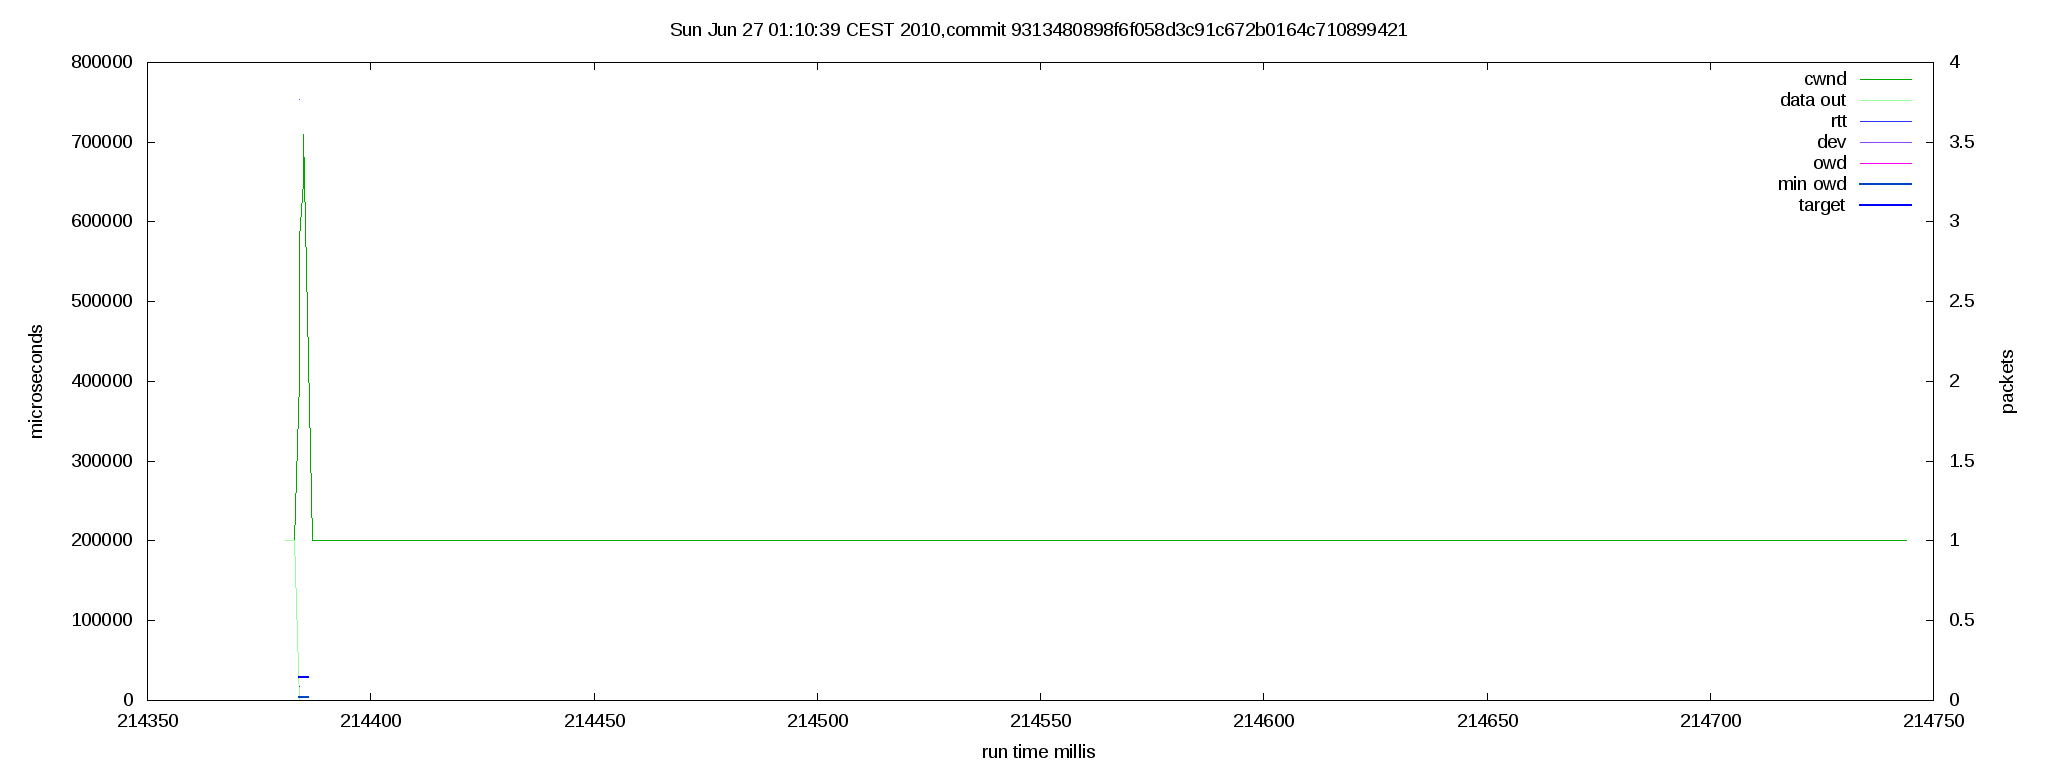 Sun Jun 27 01:10:39 CEST 2010,commit 9313480898f6f058d3c91c672b0164c710899421
800000
700000
600000
500000
400000
300000
200000
100000
0
microseconds
4
3.5
3
2.5
2
1.5
1
0.5
0
packets
cwnd
data out
rtt
dev
owd
min owd
target
214350 214400 214450 214500 214550 214600 214650 214700 214750
run time millis